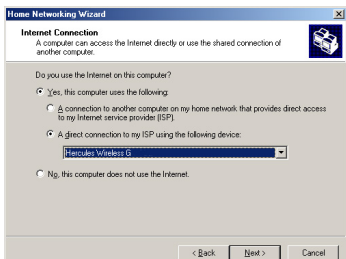 Home Networking Wizard
Internet Connection
A computer can access the Internet directly or use the shared connection of
another computer.
Do you use the Internet on this computer?
Yes, this computer uses the following:
A connection to another computer on my home network that provides direct access
to my Internet service provider (ISP).
A direct connection to my ISP using the following device:
Hercules Wireless G
No, this computer does not use the Internet.
< Back Next > Cancel